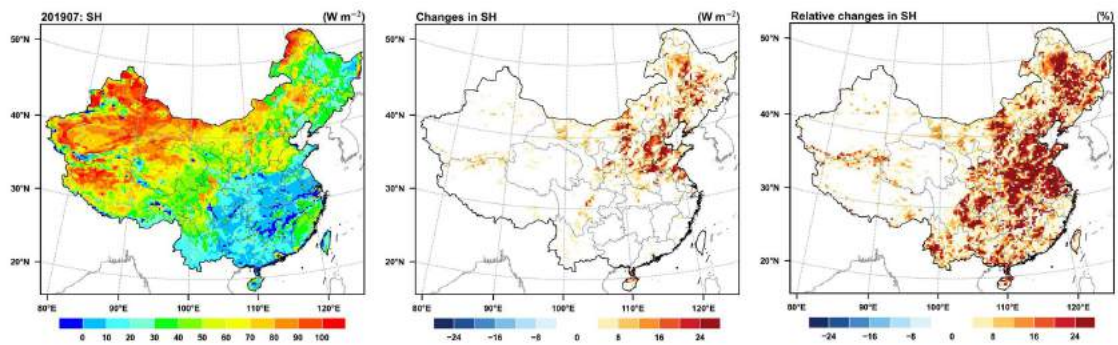 201907: SH (W m⁻²)
50°N
40°N
30°N
20°N
80°E 90°E 100°E 110°E 120°E
0 10 20 30 40 50 60 70 80 90 100
Changes in SH (W m⁻²)
50°N
40°N
30°N
20°N
80°E 90°E 100°E 110°E 120°E
−24 −16 −8 0 8 16 24
Relative changes in SH (%)
50°N
40°N
30°N
20°N
80°E 90°E 100°E 110°E 120°E
−24 −16 −8 0 8 16 24